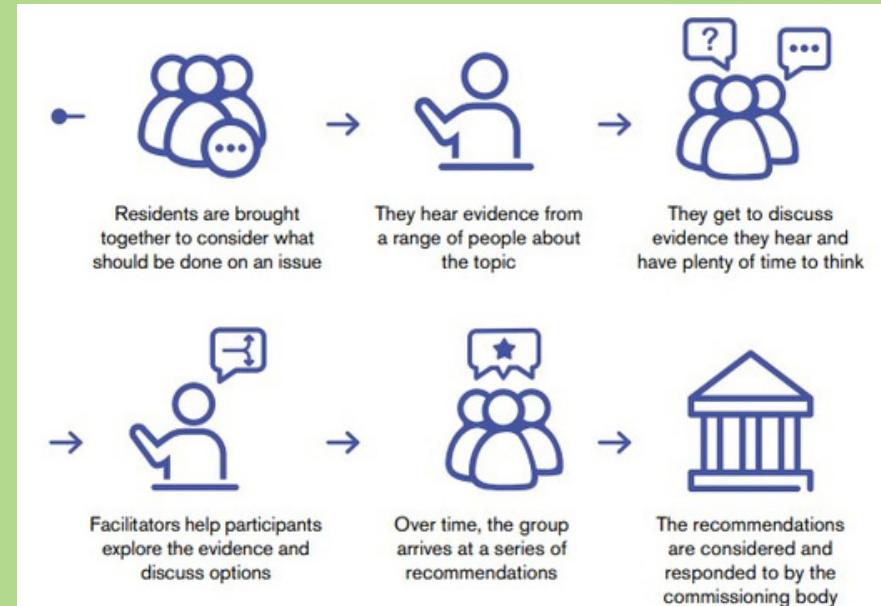 ?
Residents are brought
together to consider what
should be done on an issue
They hear evidence from
a range of people about
the topic
They get to discuss
evidence they hear and
have plenty of time to think
Facilitators help participants
explore the evidence and
discuss options
Over time, the group
arrives at a series of
recommendations
The recommendations
are considered and
responded to by the
commissioning body